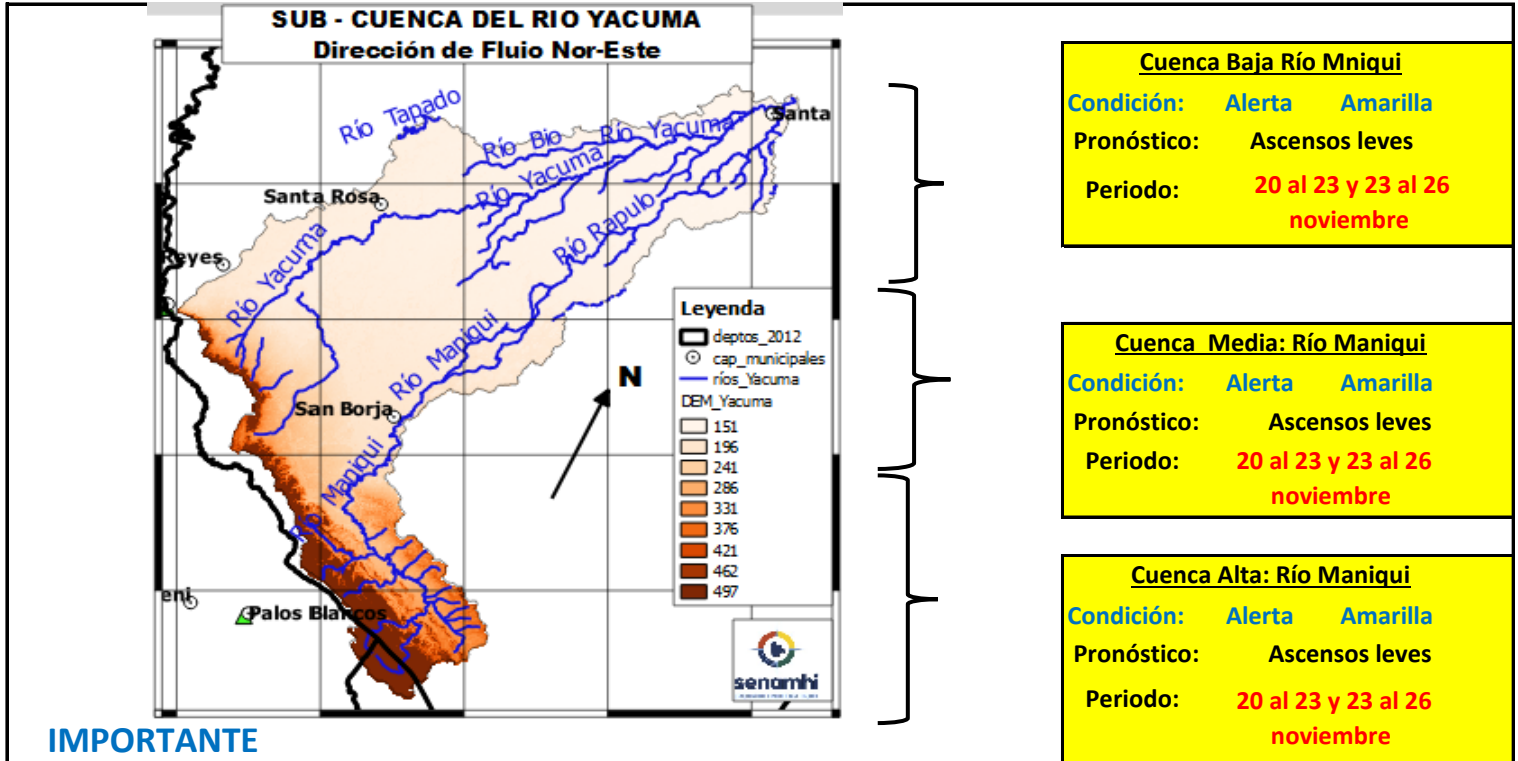 SUB - CUENCA DEL RIO YACUMA
Dirección de Fluio Nor-Este
Río Tapado
Río Bio
Río Yacuma
Santa
Río Yacuma
Santa Rosa
Río Rapulo
Reyes
Río Yacuma
Río Maniqui
San Borja
Río Maniqui
Río Maniqui
eni
Palos Blancos
N
Leyenda
deptos_2012
cap_municipales
ríos_Yacuma
DEM_Yacuma
151
196
241
286
331
376
421
462
497
senamhi
IMPORTANTE
Cuenca Baja Río Mniqui
Condición: Alerta Amarilla
Pronóstico: Ascensos leves
Periodo: 20 al 23 y 23 al 26
noviembre
Cuenca Media: Río Maniqui
Condición: Alerta Amarilla
Pronóstico: Ascensos leves
Periodo: 20 al 23 y 23 al 26
noviembre
Cuenca Alta: Río Maniqui
Condición: Alerta Amarilla
Pronóstico: Ascensos leves
Periodo: 20 al 23 y 23 al 26
noviembre